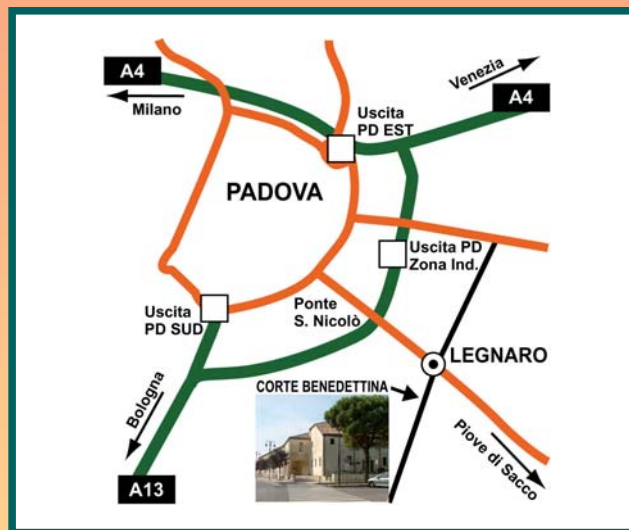 A4
Milano
Venezia
A4
Uscita
PD EST
PADOVA
Uscita PD
Zona Ind.
Uscita
PD SUD
Ponte
S. Nicolò
LEGNARO
CORTE BENEDETTINA
Bologna
Piove di Sacco
A13